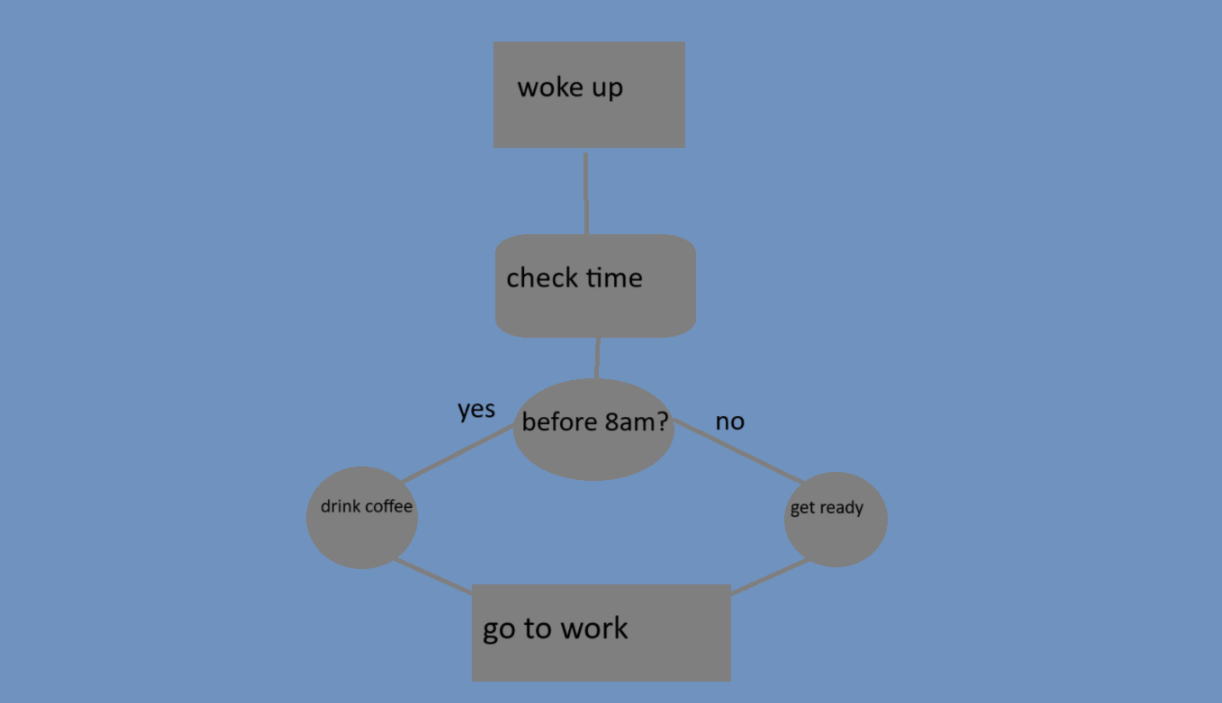 woke up
check time
before 8am?
yes
no
drink coffee
get ready
go to work